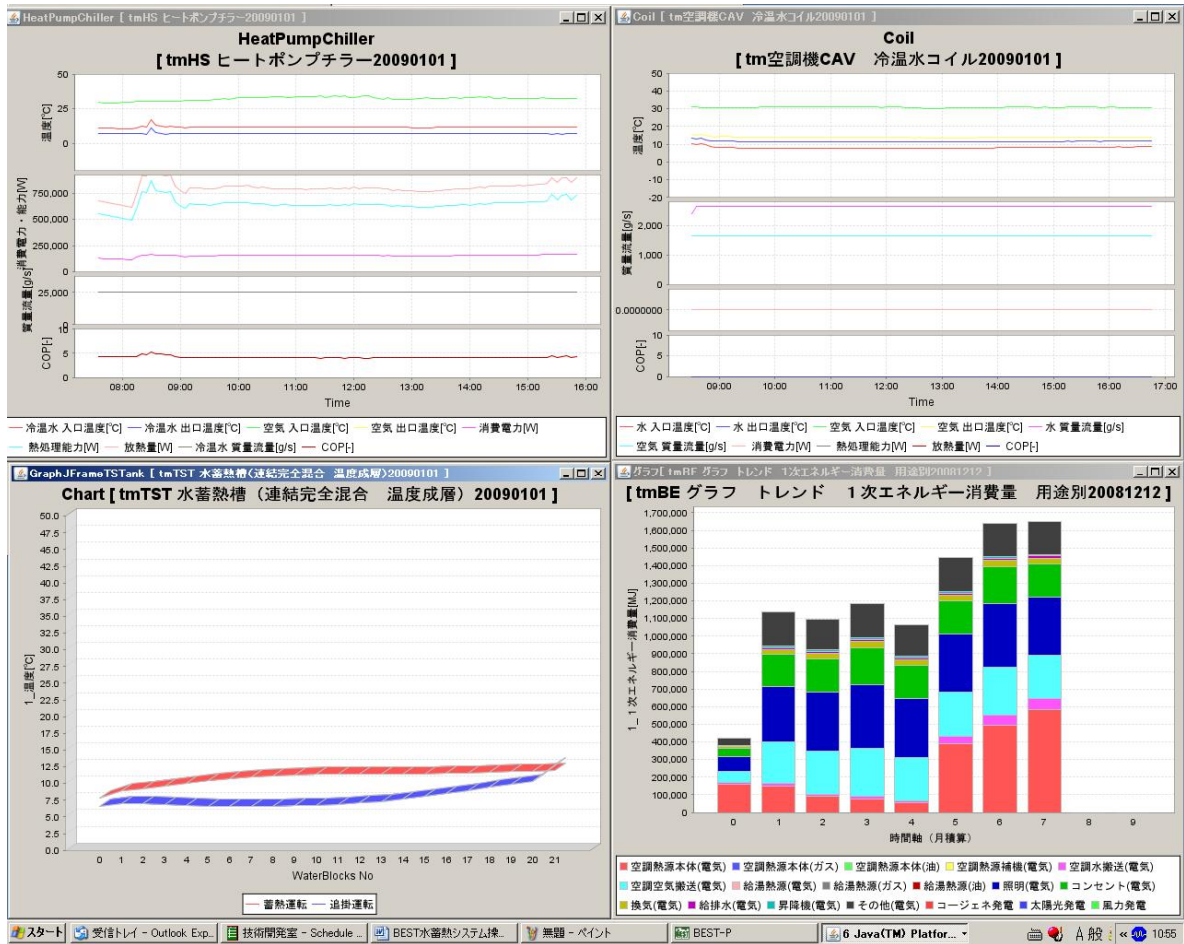 HeatPumpChiller [ tmHS ヒートポンプチラー20090101 ]
HeatPumpChiller
[ tmHS ヒートポンプチラー20090101 ]
50
25
0
温度[℃]
750,000
500,000
250,000
0
消費電力・能力[W]
25,000
0
質量流量[g/s]
10
5
0
COP[-]
08:00 09:00 10:00 11:00 12:00 13:00 14:00 15:00 16:00
Time
冷温水 入口温度[℃] 冷温水 出口温度[℃] 空気 入口温度[℃] 空気 出口温度[℃] 消費電力[W]
熱処理能力[W] 放熱量[W] 冷温水 質量流量[g/s] COP[-]
Coil [ tm空調機CAV 冷温水コイル20090101 ]
Coil
[ tm空調機CAV 冷温水コイル20090101 ]
50
40
30
20
10
0
-10
-20
温度[℃]
2,000
1,000
0
質量流量[g/s]
0.0000000
10
5
0
COP[-]
09:00 10:00 11:00 12:00 13:00 14:00 15:00 16:00 17:00
Time
水 入口温度[℃] 水 出口温度[℃] 空気 入口温度[℃] 空気 出口温度[℃] 水 質量流量[g/s]
空気 質量流量[g/s] 消費電力[W] 熱処理能力[W] 放熱量[W] COP[-]
GraphJFrameTSTank [ tmTST 水蓄熱槽(連結完全混合 温度成層)20090101 ]
Chart [ tmTST 水蓄熱槽（連結完全混合 温度成層）20090101 ]
50.0
47.5
45.0
42.5
40.0
37.5
35.0
32.5
30.0
27.5
25.0
22.5
20.0
17.5
15.0
12.5
10.0
7.5
5.0
2.5
0.0
1_温度[℃]
0 1 2 3 4 5 6 7 8 9 10 11 12 13 14 15 16 17 18 19 20 21
WaterBlocks No
蓄熱運転 追掛運転
グラフ[ tmBE グラフ トレンド 1次エネルギー消費量 用途別20081212 ]
[ tmBE グラフ トレンド １次エネルギー消費量 用途別20081212 ]
1,700,000
1,600,000
1,500,000
1,400,000
1,300,000
1,200,000
1,100,000
1,000,000
900,000
800,000
700,000
600,000
500,000
400,000
300,000
200,000
100,000
0
1_１次エネルギー消費量[MJ]
0 1 2 3 4 5 6 7 8 9
時間軸（月積算）
空調熱源本体(電気) 空調熱源本体(ガス) 空調熱源本体(油) 空調熱源補機(電気) 空調水搬送(電気)
空調空気搬送(電気) 給湯熱源(電気) 給湯熱源(ガス) 給湯熱源(油) 照明(電気) コンセント(電気)
換気(電気) 給排水(電気) 昇降機(電気) その他(電気) コージェネ発電 太陽光発電 風力発電
スタート 受信トレイ - Outlook Exp... 技術開発室 - Schedule ... BEST水蓄熱システム操... 無題 - ペイント BEST-P 6 Java(TM) Platfor... A 般 10:55